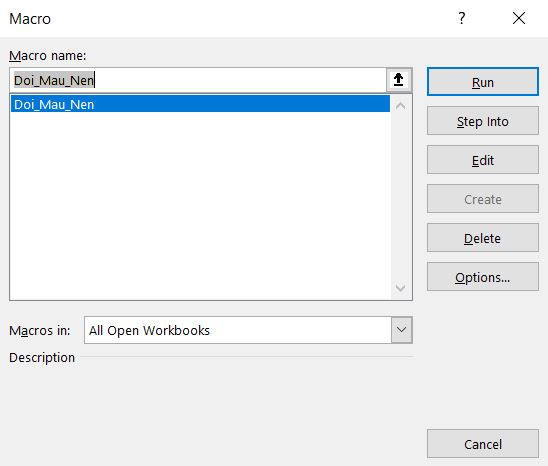 Macro
?
Macro name:
Doi_Mau_Nen
Doi_Mau_Nen
Run
Step Into
Edit
Create
Delete
Options...
Macros in:
All Open Workbooks
Description
Cancel